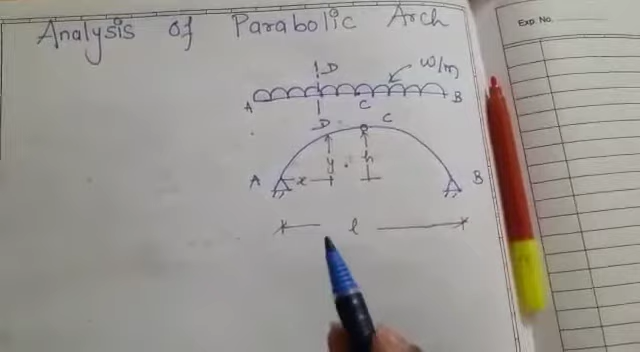 Analysis of Parabolic Arch
Exp. No.
D
w/m
A
B
C
D
C
y
h
A
x
B
l